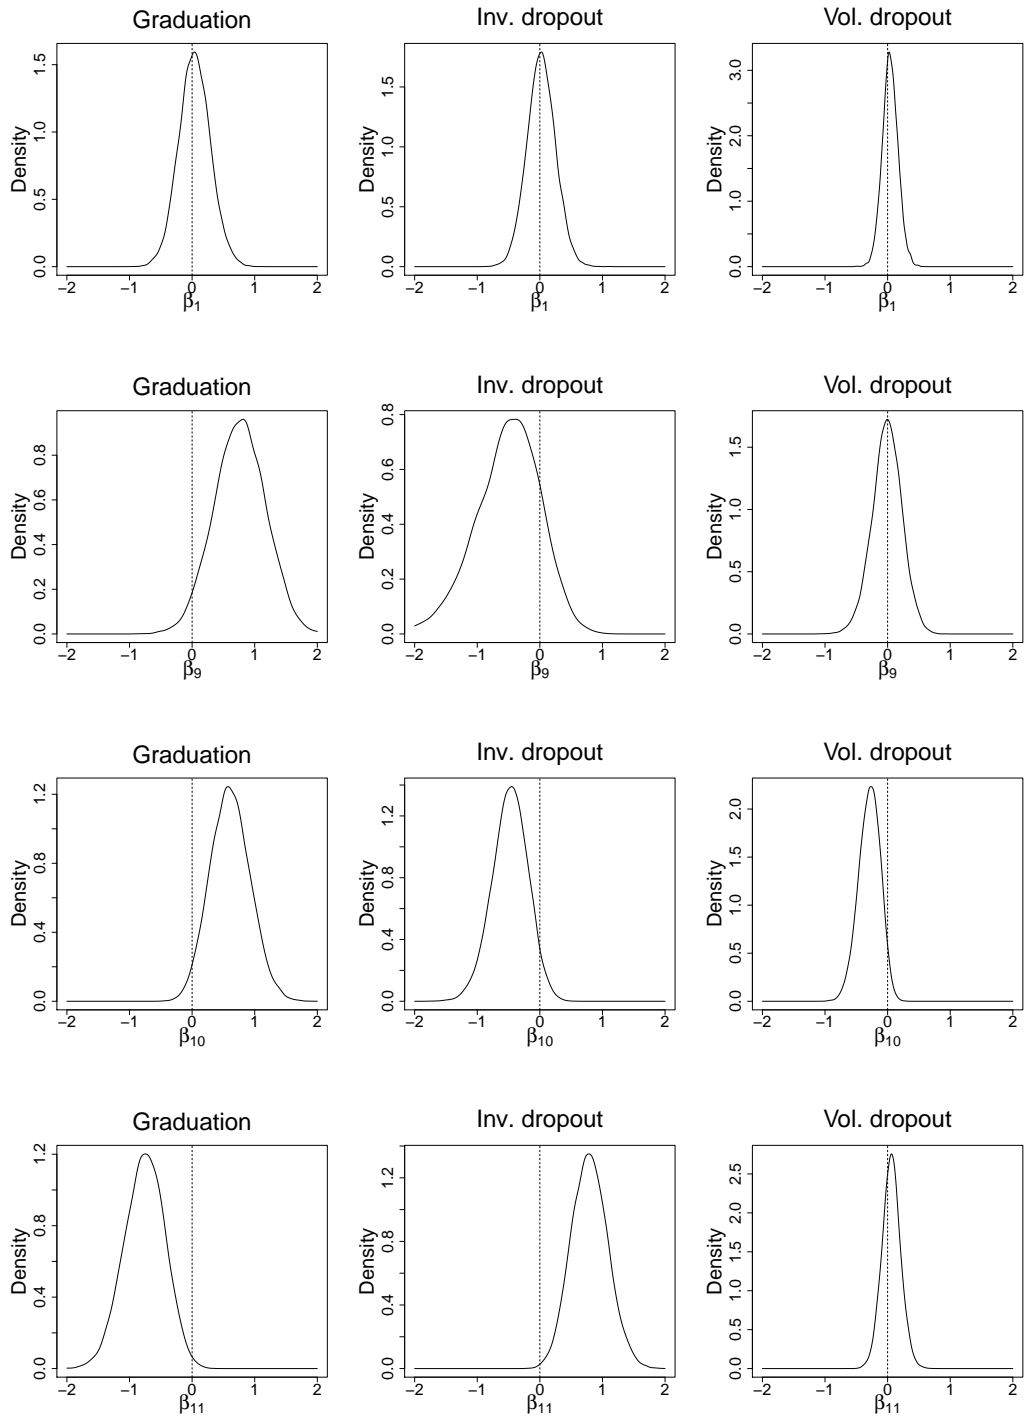 Graduation Inv. dropout Vol. dropout
Density 0.0 0.5 1.0 1.5 Density 0.0 0.5 1.0 1.5 Density 0.0 1.0 2.0 3.0
−2 −1 0 1 2 −2 −1 0 1 2 −2 −1 0 1 2
β1 β1 β1
Graduation Inv. dropout Vol. dropout
Density 0.0 0.2 0.4 0.6 0.8 Density 0.0 0.2 0.4 0.6 0.8 Density 0.0 0.5 1.0 1.5
−2 −1 0 1 2 −2 −1 0 1 2 −2 −1 0 1 2
β9 β9 β9
Graduation Inv. dropout Vol. dropout
Density 0.0 0.4 0.8 1.2 Density 0.0 0.4 0.8 1.2 Density 0.0 0.5 1.0 1.5 2.0
−2 −1 0 1 2 −2 −1 0 1 2 −2 −1 0 1 2
β10 β10 β10
Graduation Inv. dropout Vol. dropout
Density 0.0 0.4 0.8 1.2 Density 0.0 0.4 0.8 1.2 Density 0.0 0.5 1.0 1.5 2.0 2.5
−2 −1 0 1 2 −2 −1 0 1 2 −2 −1 0 1 2
β11 β11 β11